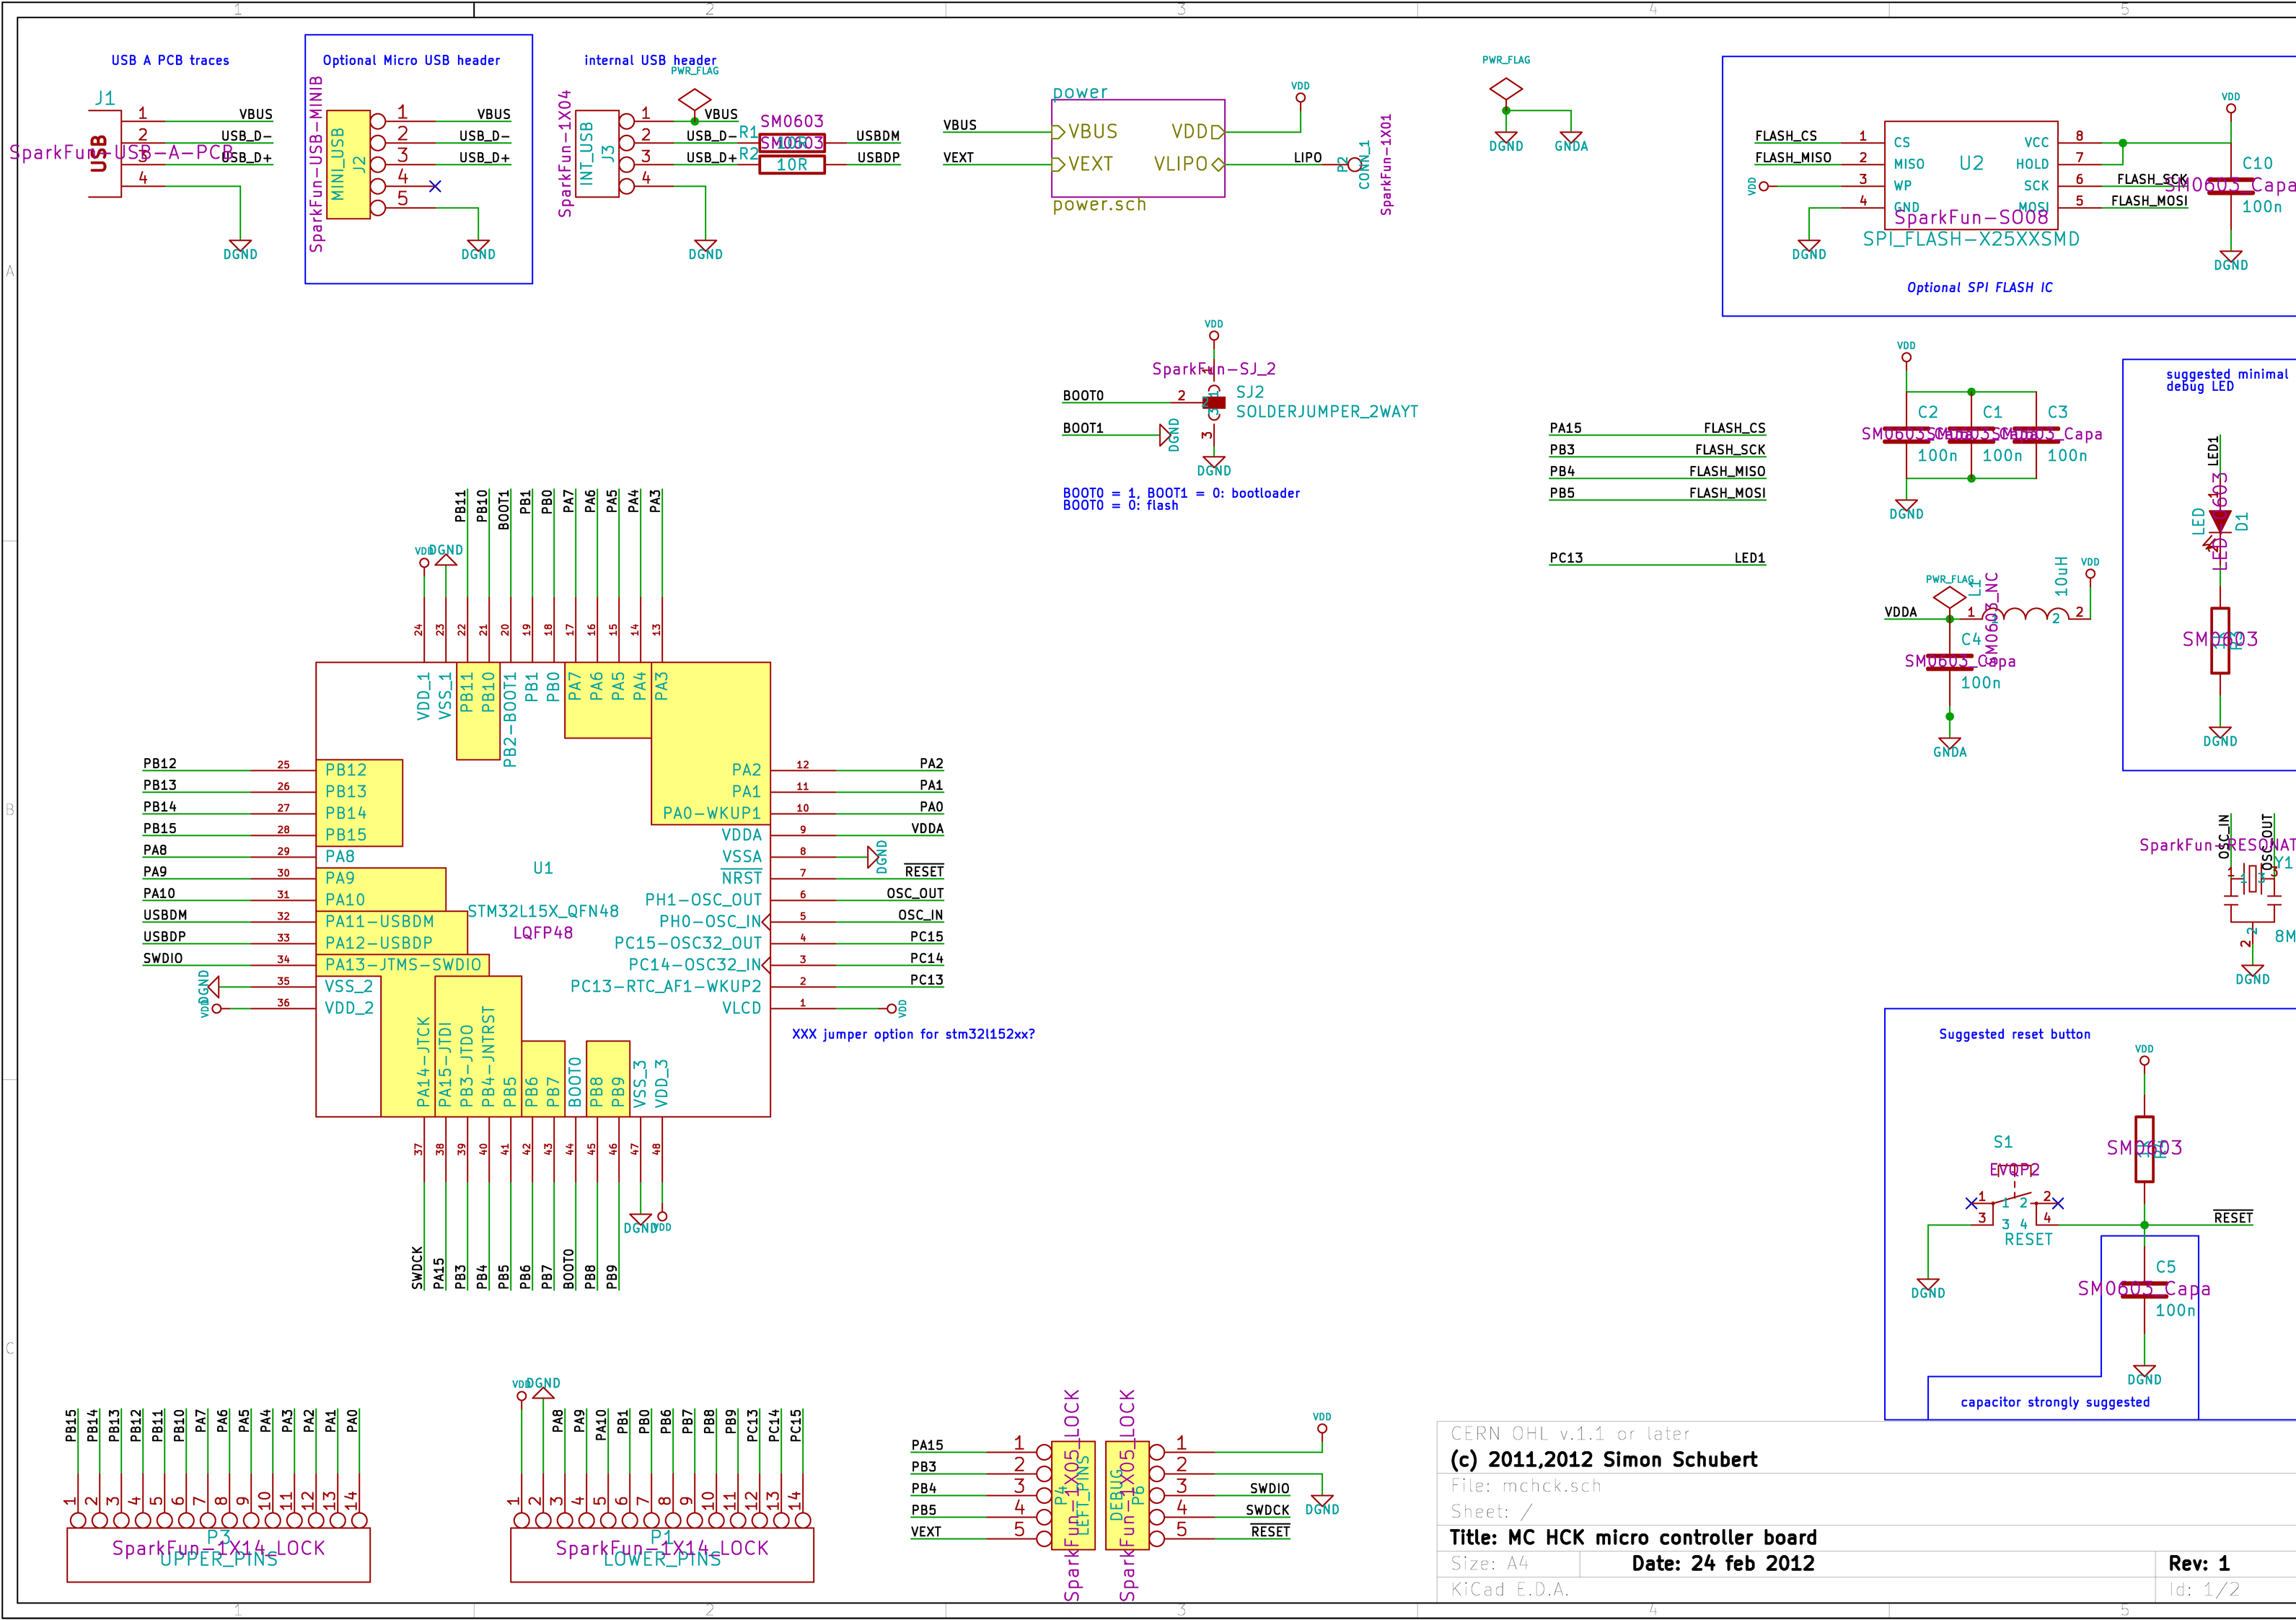 USB A PCB traces
J1
USB
SparkFun-USB-A-PCB
1 VBUS
2 USB_D-
3 USB_D+
4
DGND
Optional Micro USB header
SparkFun-USB-MINIB
MINI_USB
J2
1 VBUS
2 USB_D-
3 USB_D+
4
5
DGND
internal USB header
PWR_FLAG
SparkFun-1X04
INT_USB
J3
1 VBUS
2 USB_D-
3 USB_D+
4
DGND
SM0603
R1 10R USBDM
SM0603
R2 10R USBDP
power
VBUS VBUS VDD VDD
VEXT VEXT VLIPO LIPO
power.sch
P2
CONN_1
SparkFun-1X01
PWR_FLAG
DGND GNDA
FLASH_CS 1 CS
FLASH_MISO 2 MISO
VDD 3 WP
4 GND
DGND
U2
VCC 8
HOLD 7
SCK 6 FLASH_SCK
MOSI 5 FLASH_MOSI
SparkFun-SO08
SPI_FLASH-X25XXSMD
VDD
C10
SM0603_Capa
100n
DGND
Optional SPI FLASH IC
VDD
SparkFun-SJ_2
1
BOOT0 2
SJ2
SOLDERJUMPER_2WAYT
BOOT1 DGND
3
DGND
BOOT0 = 1, BOOT1 = 0: bootloader
BOOT0 = 0: flash
PA15 FLASH_CS
PB3 FLASH_SCK
PB4 FLASH_MISO
PB5 FLASH_MOSI
PC13 LED1
VDD
C2 C1 C3
SM0603_Capa SM0603_Capa SM0603_Capa
100n 100n 100n
DGND
suggested minimal
debug LED
LED1
LED-0603
LED
D1
SM0603
DGND
PWR_FLAG
L1
SM0603_NC
10uH
VDD
VDDA 1 2
C4
SM0603_Capa
100n
GNDA
OSC_IN
OSC_OUT
SparkFun-RESONAT
Y1
1 2 3
8M
DGND
PB11 PB10 BOOT1 PB1 PB0 PA7 PA6 PA5 PA4 PA3
VDD DGND
24 23 22 21 20 19 18 17 16 15 14 13
VDD_1 VSS_1 PB11 PB10 PB2-BOOT1 PB1 PB0 PA7 PA6 PA5 PA4 PA3
PB12 25 PB12
PB13 26 PB13
PB14 27 PB14
PB15 28 PB15
PA8 29 PA8
PA9 30 PA9
PA10 31 PA10
USBDM 32 PA11-USBDM
USBDP 33 PA12-USBDP
SWDIO 34 PA13-JTMS-SWDIO
DGND 35 VSS_2
VDD 36 VDD_2
U1
STM32L15X_QFN48
LQFP48
PA2 12 PA2
PA1 11 PA1
PA0-WKUP1 10 PA0
VDDA 9 VDDA
VSSA 8 DGND
NRST 7 RESET
PH1-OSC_OUT 6 OSC_OUT
PH0-OSC_IN 5 OSC_IN
PC15-OSC32_OUT 4 PC15
PC14-OSC32_IN 3 PC14
PC13-RTC_AF1-WKUP2 2 PC13
VLCD 1 VDD
XXX jumper option for stm32l152xx?
PA14-JTCK PA15-JTDI PB3-JTDO PB4-JNTRST PB5 PB6 PB7 BOOT0 PB8 PB9 VSS_3 VDD_3
37 38 39 40 41 42 43 44 45 46 47 48
DGND VDD
SWDCK PA15 PB3 PB4 PB5 PB6 PB7 BOOT0 PB8 PB9
Suggested reset button
VDD
SM0603
S1
EVQP2
1 1 2 2
3 3 4 4
RESET
RESET
DGND
C5
SM0603_Capa
100n
DGND
capacitor strongly suggested
PB15 PB14 PB13 PB12 PB11 PB10 PA7 PA6 PA5 PA4 PA3 PA2 PA1 PA0
1 2 3 4 5 6 7 8 9 10 11 12 13 14
P3
SparkFun-1X14_LOCK
UPPER_PINS
VDD DGND PA8 PA9 PA10 PB1 PB0 PB6 PB7 PB8 PB9 PC13 PC14 PC15
1 2 3 4 5 6 7 8 9 10 11 12 13 14
P1
SparkFun-1X14_LOCK
LOWER_PINS
PA15 1
PB3 2
PB4 3
PB5 4
VEXT 5
P4
SparkFun-1X05_LOCK
LEFT_PINS
DEBUG
SparkFun-1X05_LOCK
P6
1 VDD
2 DGND
3 SWDIO
4 SWDCK
5 RESET
CERN OHL v.1.1 or later
(c) 2011,2012 Simon Schubert
File: mchck.sch
Sheet: /
Title: MC HCK micro controller board
Size: A4 Date: 24 feb 2012 Rev: 1
KiCad E.D.A. Id: 1/2
1 2 3 4 5
A
B
C